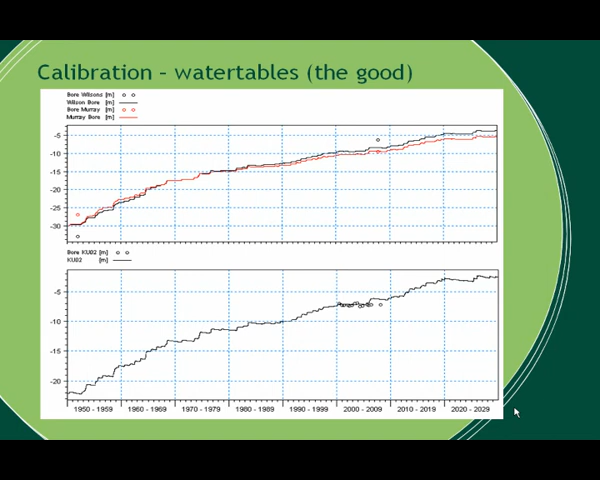 Calibration - watertables (the good)
Bore Wilsons [m]
Wilson Bore [m]
Bore Murray [m]
Murray Bore [m]
-5
-10
-15
-20
-25
-30
Bore KU02 [m]
KU02 [m]
-5
-10
-15
-20
1950 - 1959 1960 - 1969 1970 - 1979 1980 - 1989 1990 - 1999 2000 - 2009 2010 - 2019 2020 - 2029